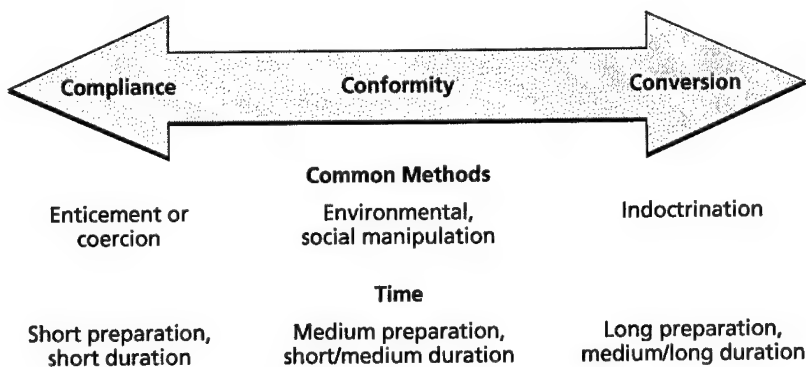 Compliance Conformity Conversion
Common Methods
Enticement or Environmental, Indoctrination
coercion social manipulation
Time
Short preparation, Medium preparation, Long preparation,
short duration short/medium duration medium/long duration